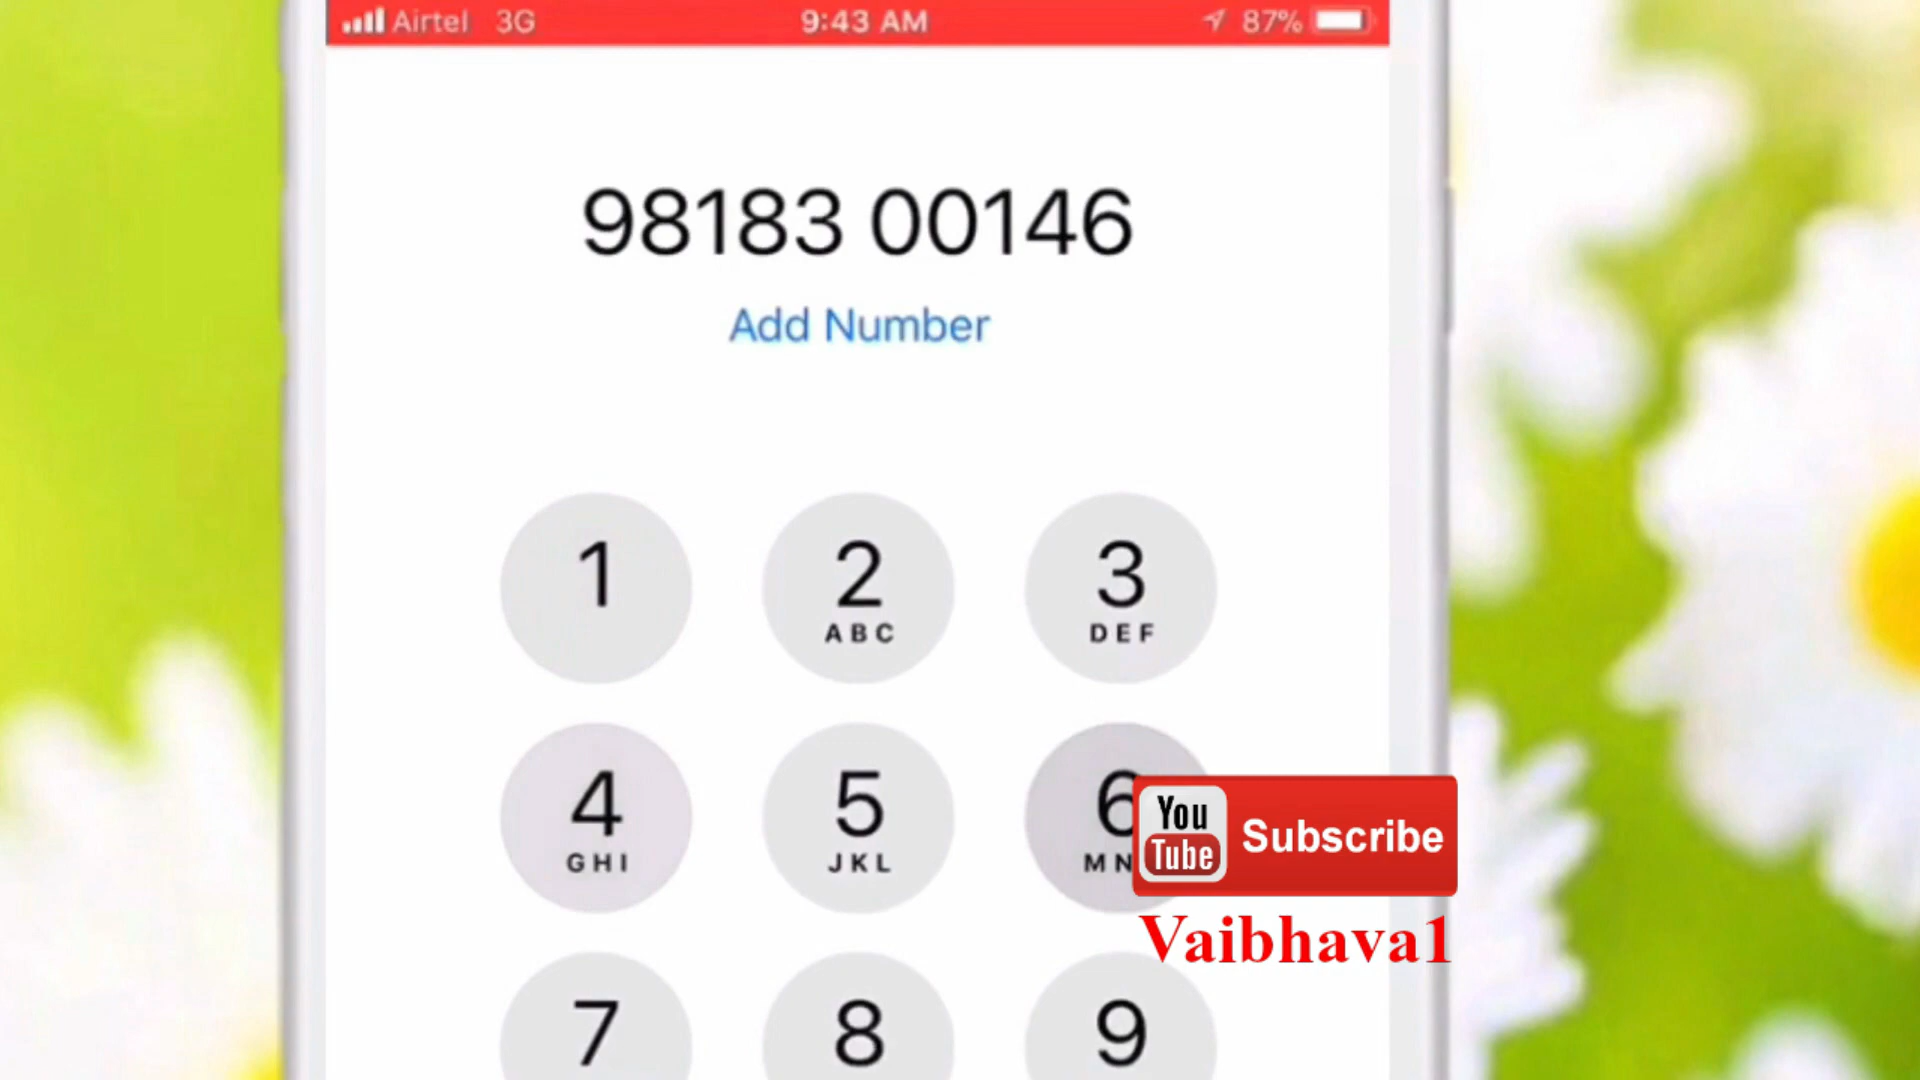 Airtel 3G 9:43 AM 87%
98183 00146
Add Number
1 2 3
ABC DEF
4 5 6
GHI JKL MN
You Tube Subscribe
Vaibhava1
7 8 9